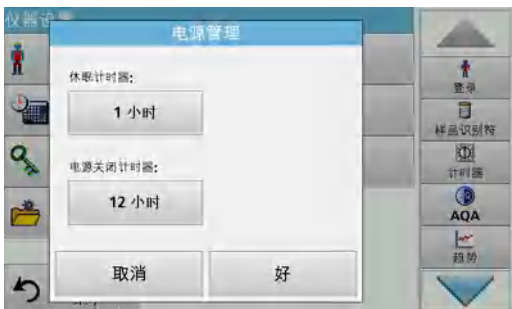 仪器设
电源管理
休眠计时器:
1 小时
电源关闭计时器:
12 小时
取消
好
登录
样品识别符
计时器
AQA
趋势